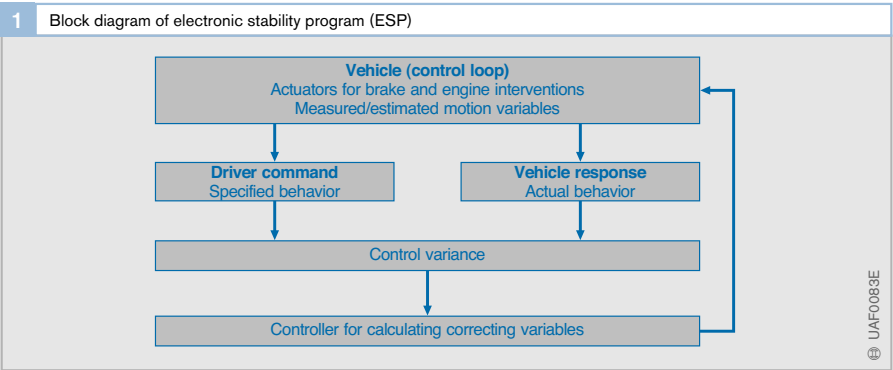 1 Block diagram of electronic stability program (ESP)
Vehicle (control loop)
Actuators for brake and engine interventions
Measured/estimated motion variables
Driver command
Specified behavior
Vehicle response
Actual behavior
Control variance
Controller for calculating correcting variables
UAF0083E